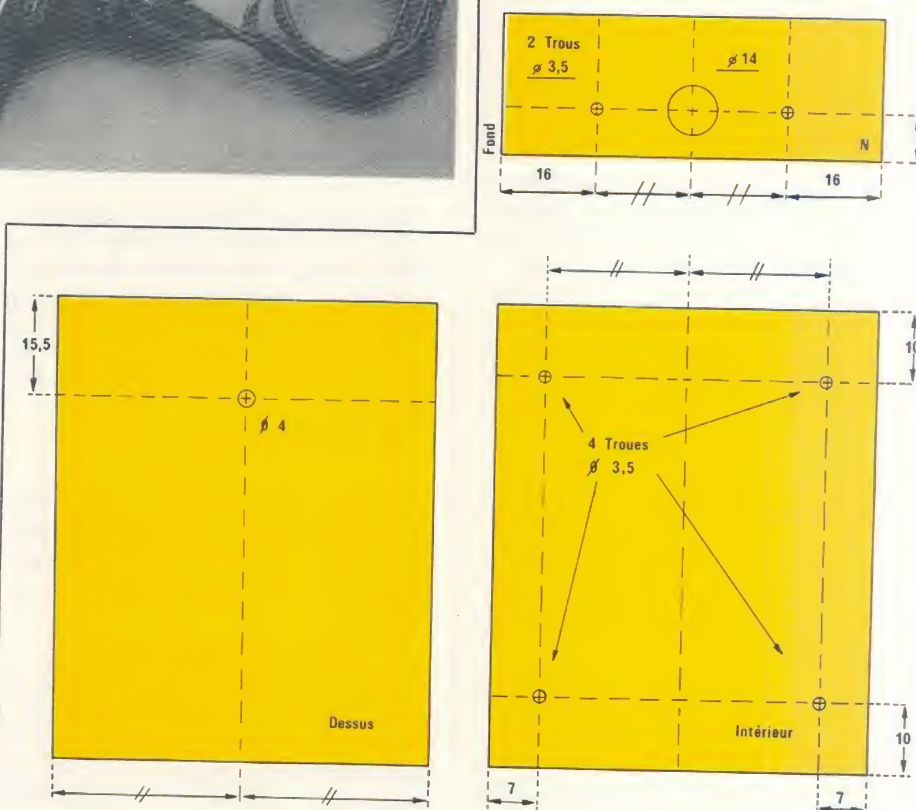 2 Trous
ø 3,5
ø 14
Fond
N
16
//
//
16
//
//
15,5
10
ø 4
4 Troues
ø 3,5
Dessus
Intérieur
10
//
//
7
7